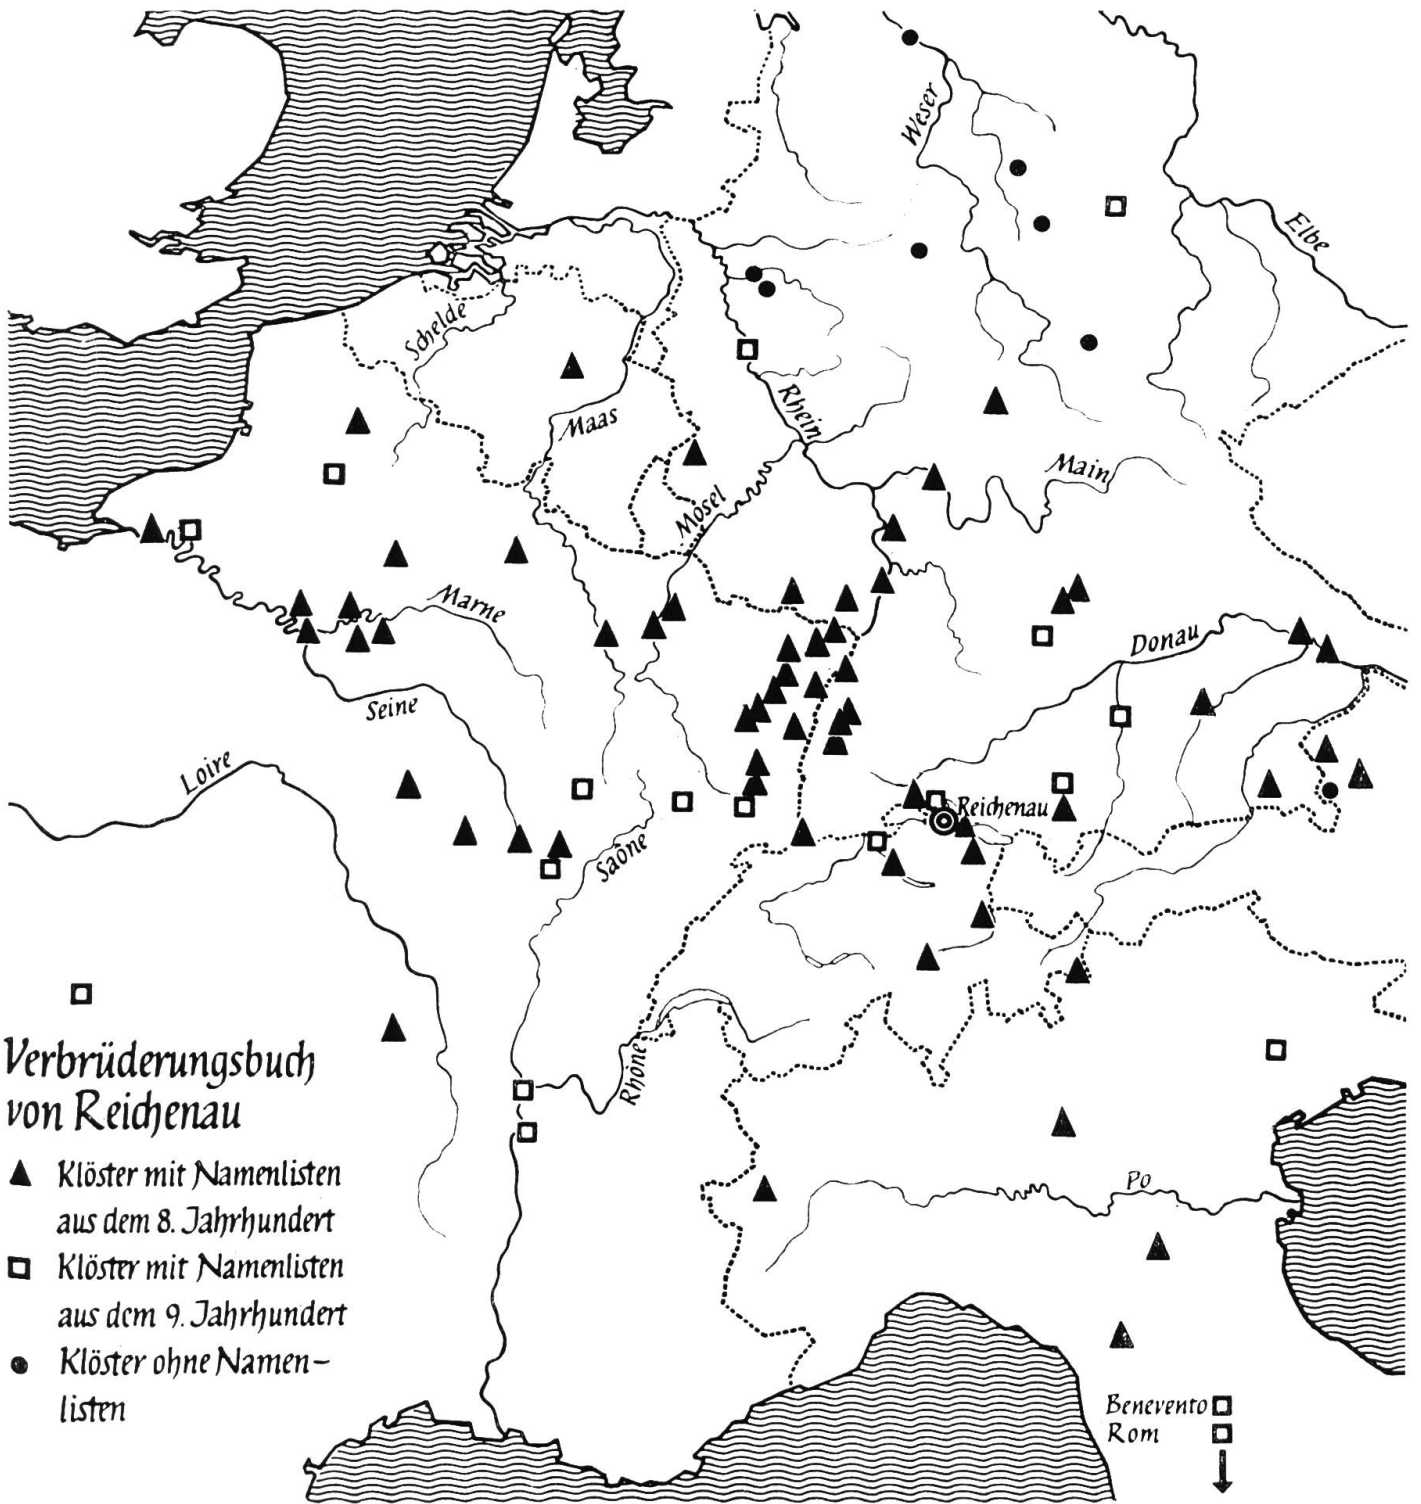 Weser
Elbe
Schelde
Maas
Rhein
Main
Mosel
Marne
Donau
Seine
Loire
Reichenau
Saône
Rhône
Verbrüderungsbuch
von Reichenau
Klöster mit Namenlisten
aus dem 8. Jahrhundert
Klöster mit Namenlisten
aus dem 9. Jahrhundert
Klöster ohne Namen-
listen
Po
Benevento
Rom